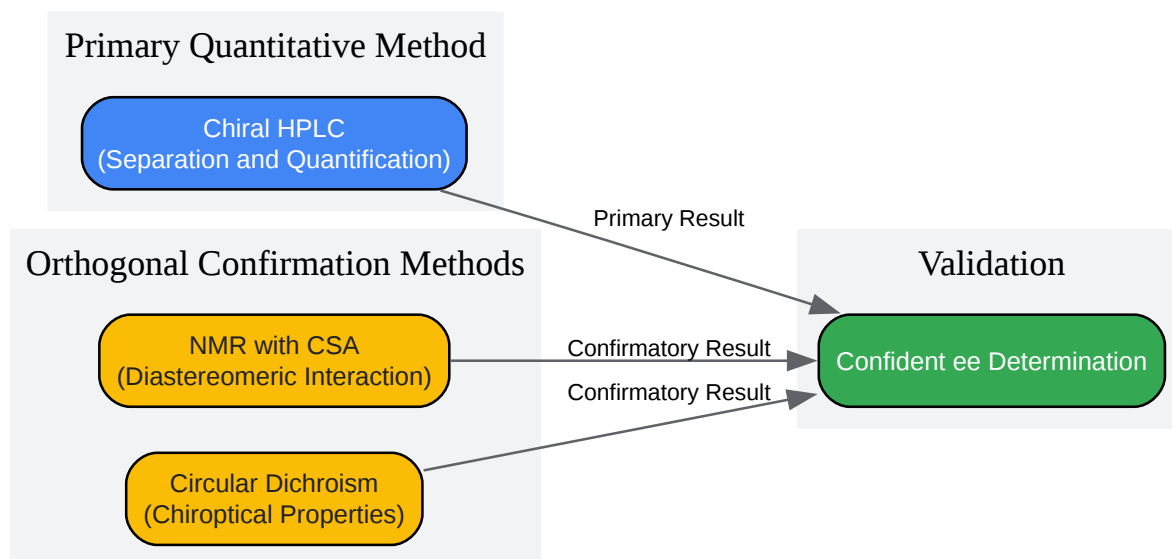 Primary Quantitative Method
Chiral HPLC
(Separation and Quantification)
Primary Result
Orthogonal Confirmation Methods
NMR with CSA
(Diastereomeric Interaction)
Confirmatory Result
Circular Dichroism
(Chiroptical Properties)
Confirmatory Result
Validation
Confident ee Determination